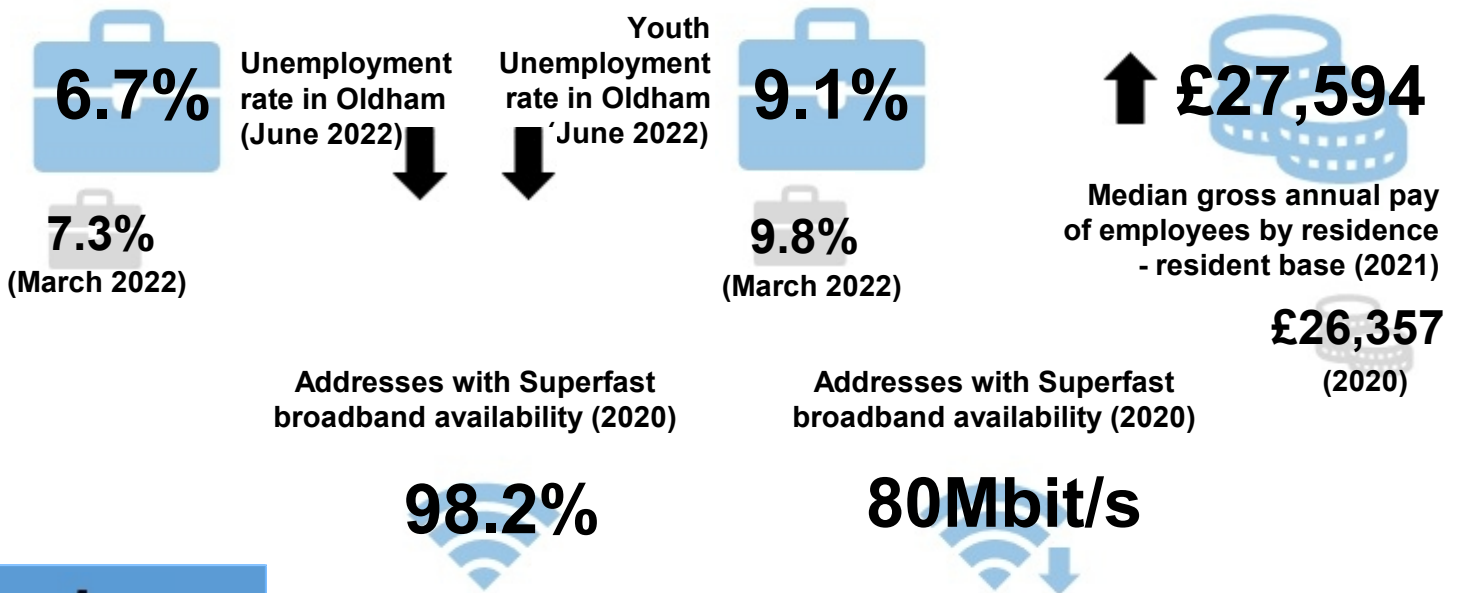 6.7%
Unemployment
rate in Oldham
(June 2022)
7.3%
(March 2022)
Youth
Unemployment
rate in Oldham
(June 2022)
9.1%
9.8%
(March 2022)
£27,594
Median gross annual pay
of employees by residence
- resident base (2021)
£26,357
(2020)
Addresses with Superfast
broadband availability (2020)
98.2%
Addresses with Superfast
broadband availability (2020)
80Mbit/s